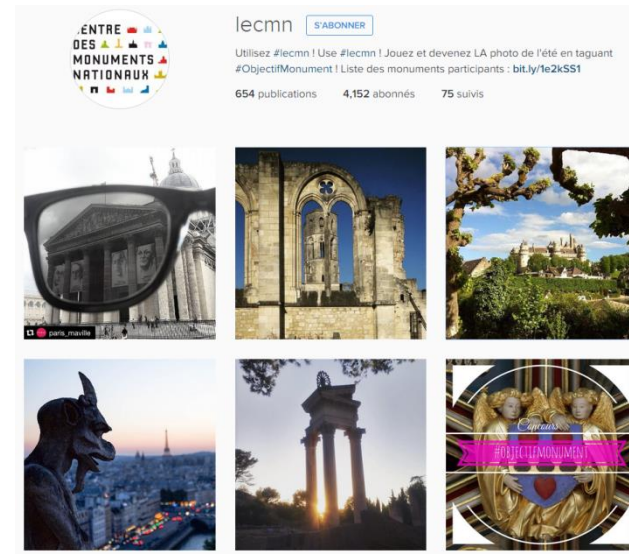 CENTRE
DES
MONUMENTS
NATIONAUX
lecmn S'ABONNER
Utilisez #lecmn ! Use #lecmn ! Jouez et devenez LA photo de l'été en taguant
#ObjectifMonument ! Liste des monuments participants : bit.ly/1e2kSS1
654 publications 4,152 abonnés 75 suivis
paris_maville
Concours
#OBJECTIFMONUMENT